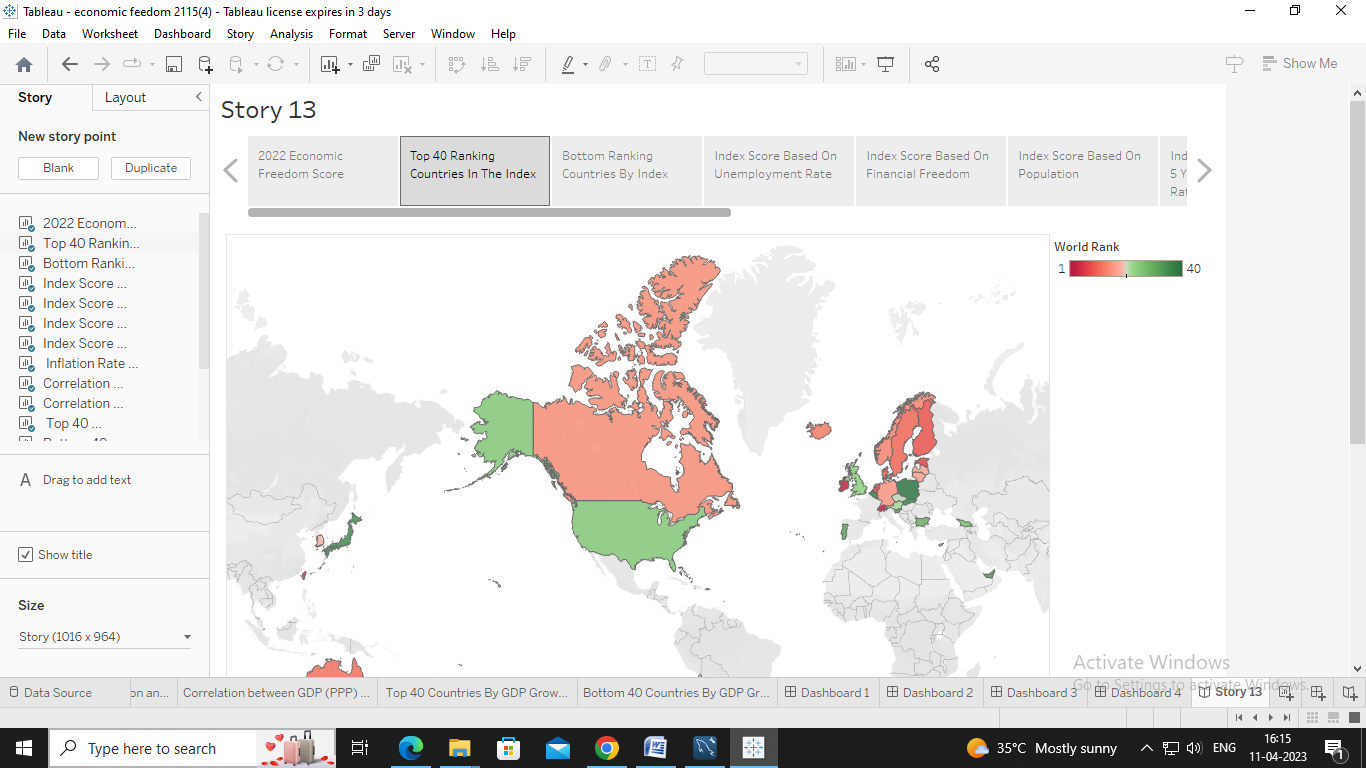 Tableau - economic feedom 2115(4) - Tableau license expires in 3 days
File Data Worksheet Dashboard Story Analysis Format Server Window Help
Show Me
Story Layout
New story point
Blank Duplicate
2022 Econom...
Top 40 Rankin...
Bottom Ranki...
Index Score ...
Index Score ...
Index Score ...
Index Score ...
Inflation Rate ...
Correlation ...
Correlation ...
Top 40 ...
A Drag to add text
Show title
Size
Story (1016 x 964)
Story 13
2022 Economic
Freedom Score
Top 40 Ranking
Countries In The Index
Bottom Ranking
Countries By Index
Index Score Based On
Unemployment Rate
Index Score Based On
Financial Freedom
Index Score Based On
Population
Ind
5 Y
Rat
World Rank
1 40
Activate Windows
Go to Settings to activate Windows.
Data Source on an... Correlation between GDP (PPP) ... Top 40 Countries By GDP Grow... Bottom 40 Countries By GDP Gr... Dashboard 1 Dashboard 2 Dashboard 3 Dashboard 4 Story 13
Type here to search
35°C Mostly sunny
ENG
16:15
11-04-2023
1